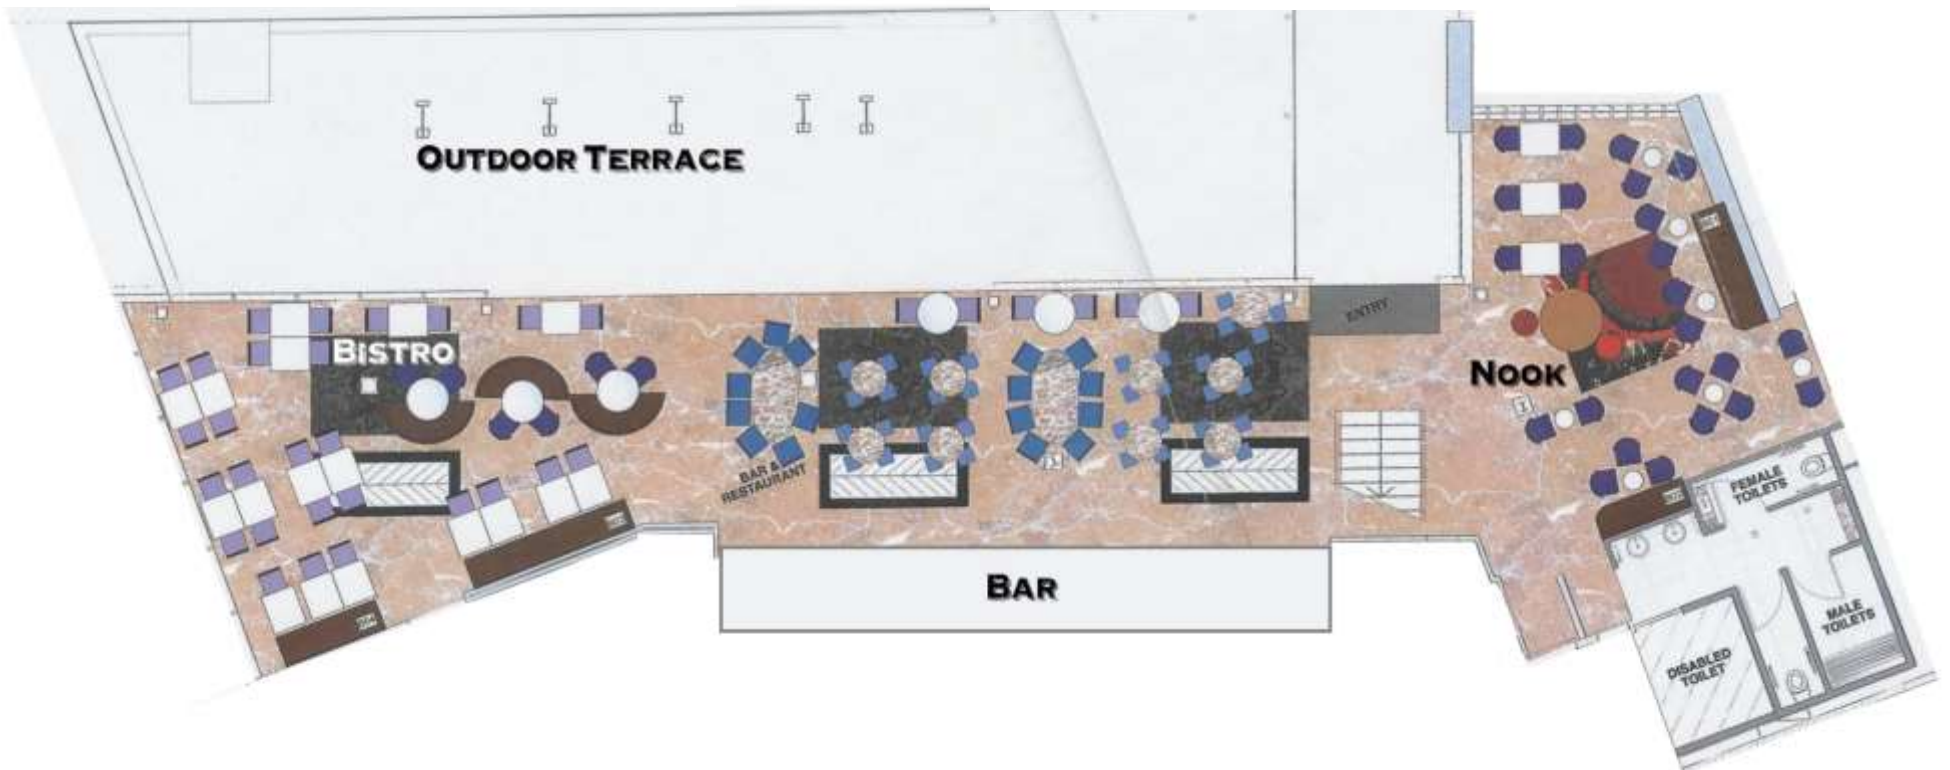 OUTDOOR TERRACE
ENTRY
BISTRO
NOOK
BAR &
RESTAURANT
FEMALE
TOILETS
BAR
MALE
TOILETS
DISABLED
TOILET